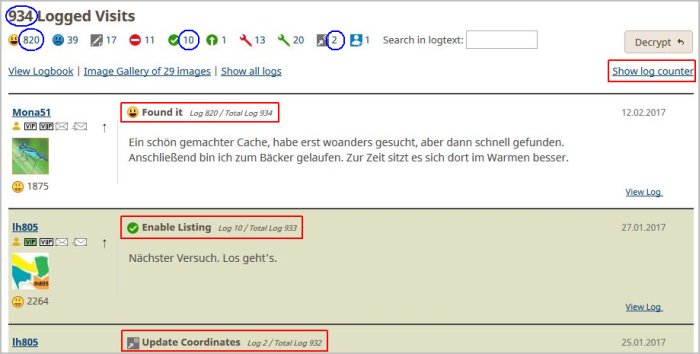 934 Logged Visits
820 39 17 11 10 1 13 20 2 1 Search in logtext: Decrypt
View Logbook | Image Gallery of 29 images | Show all logs Show log counter
Mona51 Found it Log 820 / Total Log 934 12.02.2017
VIP VUP
Ein schön gemachter Cache, habe erst woanders gesucht, aber dann schnell gefunden.
Anschließend bin ich zum Bäcker gelaufen. Zur Zeit sitzt es sich dort im Warmen besser.
1875
View Log
lh805 Enable Listing Log 10 / Total Log 933 27.01.2017
VIP VUP
Nächster Versuch. Los geht's.
2264
View Log
lh805 Update Coordinates Log 2 / Total Log 932 25.01.2017